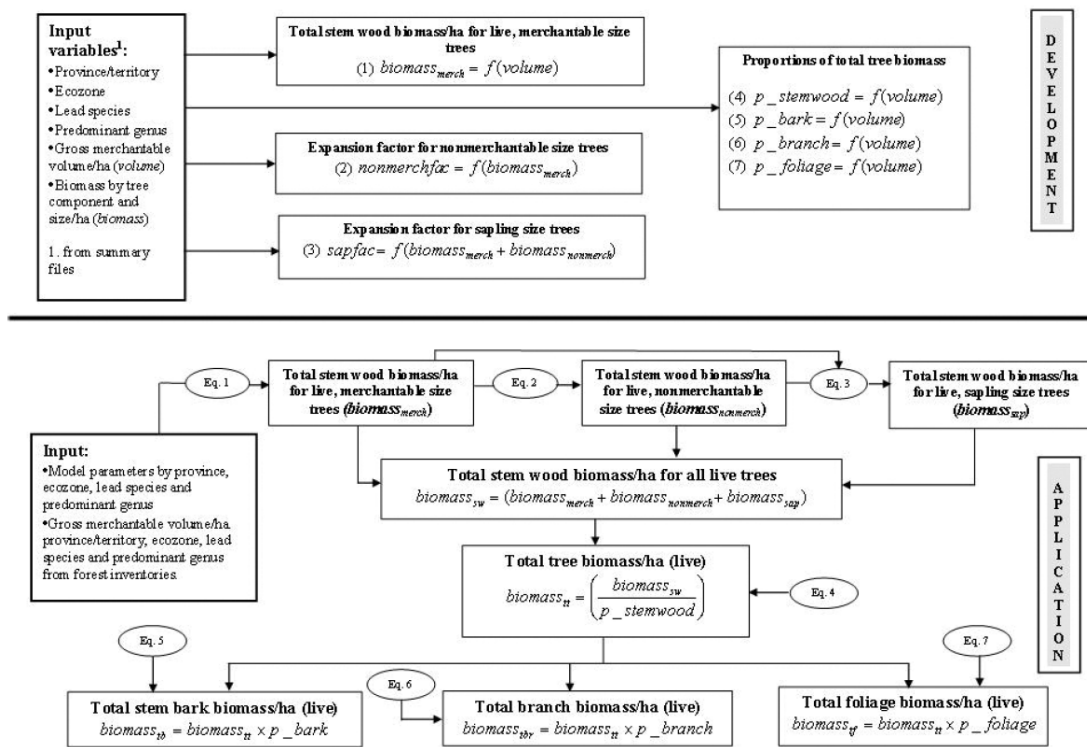 Input
variables¹:
•Province/territory
•Ecozone
•Lead species
•Predominant genus
•Gross merchantable
volume/ha (volume)
•Biomass by tree
component and
size/ha (biomass)
1. from summary
files
Total stem wood biomass/ha for live, merchantable size
trees
(1) biomass_merch = f(volume)
Expansion factor for nonmerchantable size trees
(2) nonmerchfac = f(biomass_merch)
Expansion factor for sapling size trees
(3) sapfac= f(biomass_merch + biomass_nonmerch)
Proportions of total tree biomass
(4) p_stemwood = f(volume)
(5) p_bark = f(volume)
(6) p_branch = f(volume)
(7) p_foliage = f(volume)
DEVELOPMENT
Eq. 1
Total stem wood biomass/ha
for live, merchantable size
trees (biomass_merch)
Eq. 2
Total stem wood biomass/ha
for live, nonmerchantable
size trees (biomass_nonmerch)
Eq. 3
Total stem wood biomass/ha
for live, sapling size trees
(biomass_sap)
Input:
•Model parameters by province,
ecozone, lead species and
predominant genus
•Gross merchantable volume/ha,
province/territory, ecozone, lead
species and predominant genus
from forest inventories.
Total stem wood biomass/ha for all live trees
biomass_sw = (biomass_merch + biomass_nonmerch + biomass_sap)
Total tree biomass/ha (live)
biomass_tt = (biomass_sw / p_stemwood)
Eq. 4
APPLICATION
Eq. 5
Total stem bark biomass/ha (live)
biomass_tb = biomass_tt × p_bark
Eq. 6
Total branch biomass/ha (live)
biomass_tbr = biomass_tt × p_branch
Eq. 7
Total foliage biomass/ha (live)
biomass_tf = biomass_tt × p_foliage